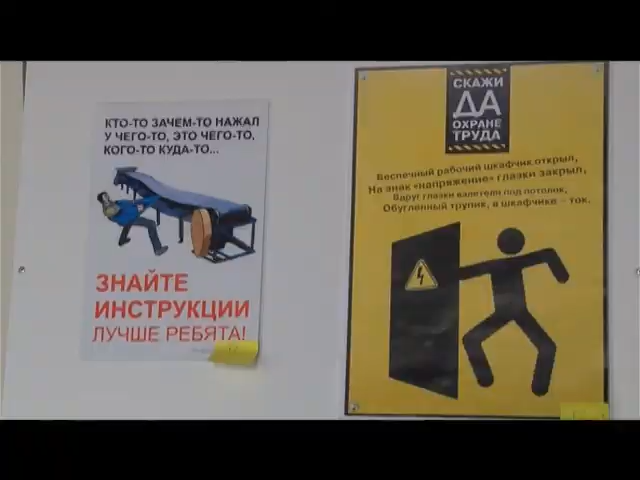 КТО-ТО ЗАЧЕМ-ТО НАЖАЛ
У ЧЕГО-ТО, ЭТО ЧЕГО-ТО,
КОГО-ТО КУДА-ТО...
ЗНАЙТЕ
ИНСТРУКЦИИ
ЛУЧШЕ РЕБЯТА!
СКАЖИ
ДА
ОХРАНЕ
ТРУДА
Беспечный рабочий шкафчик открыл,
На знак «напряжение» глазки закрыл,
Вдруг глазки взлетели под потолок,
Обугленный трупик, в шкафчике - ток.